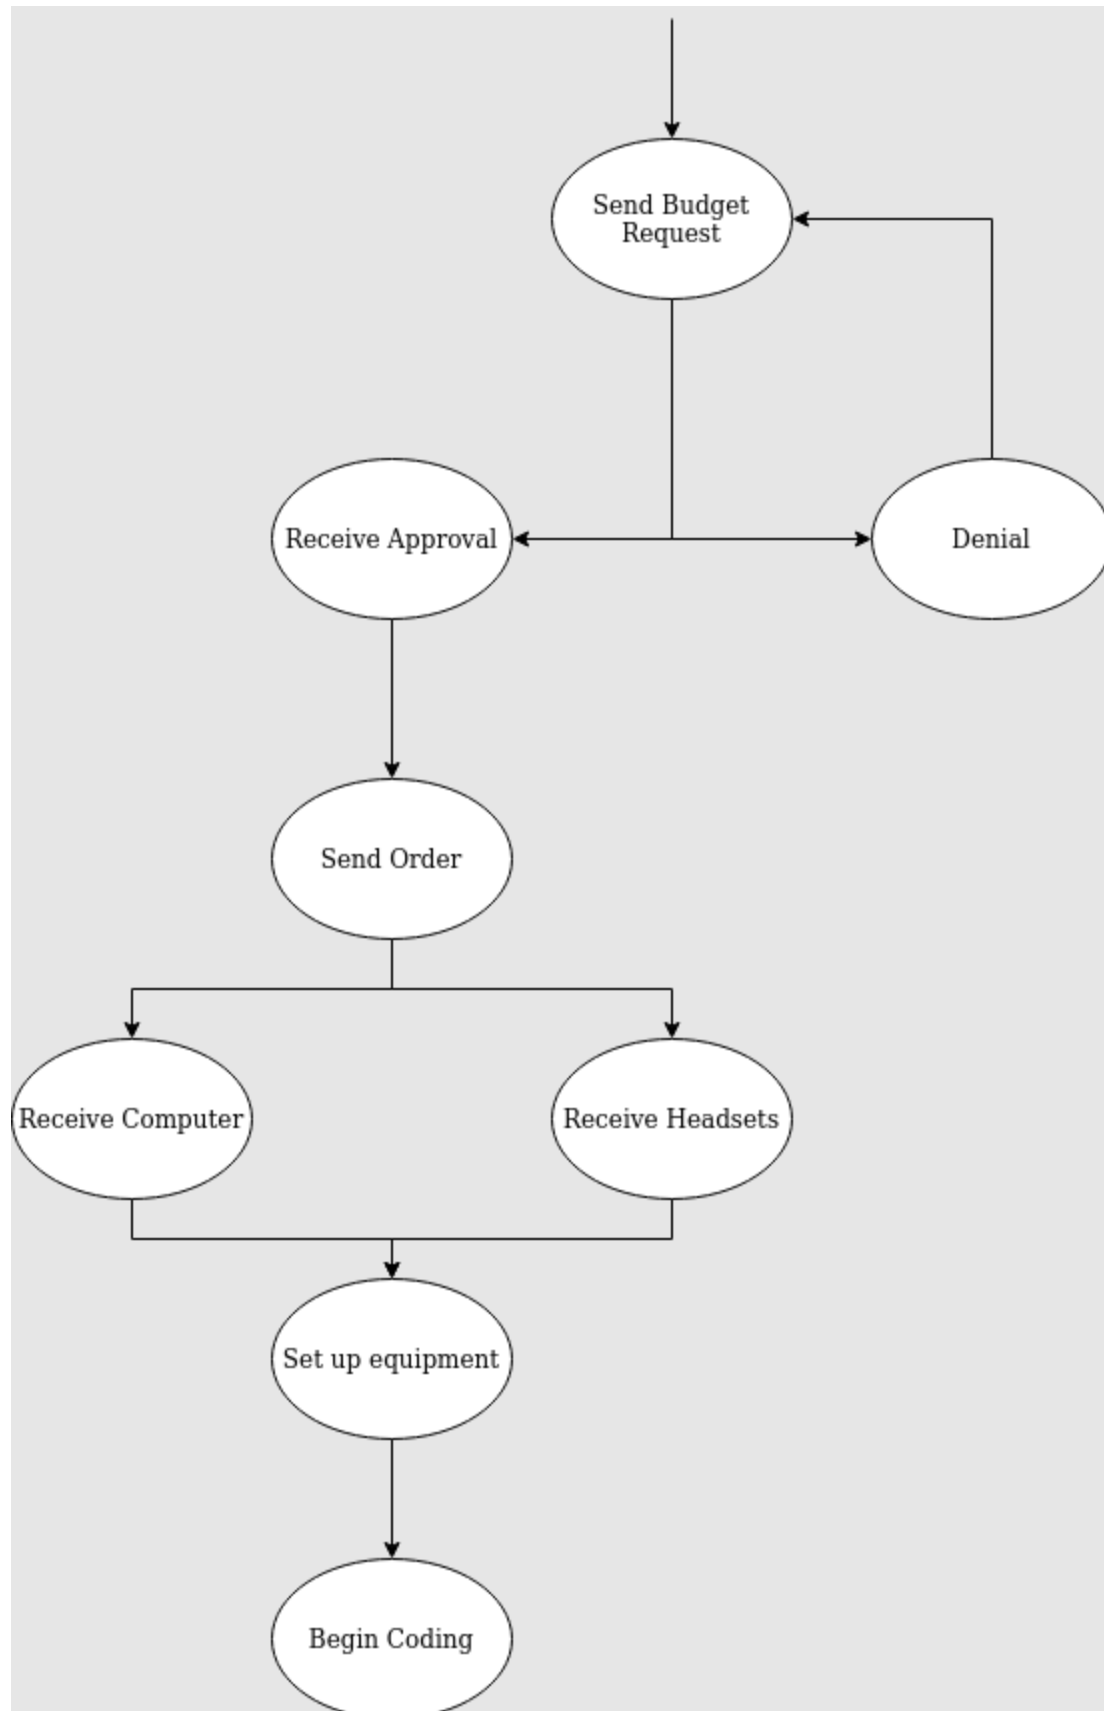 Send Budget
Request
Receive Approval
Denial
Send Order
Receive Computer
Receive Headsets
Set up equipment
Begin Coding